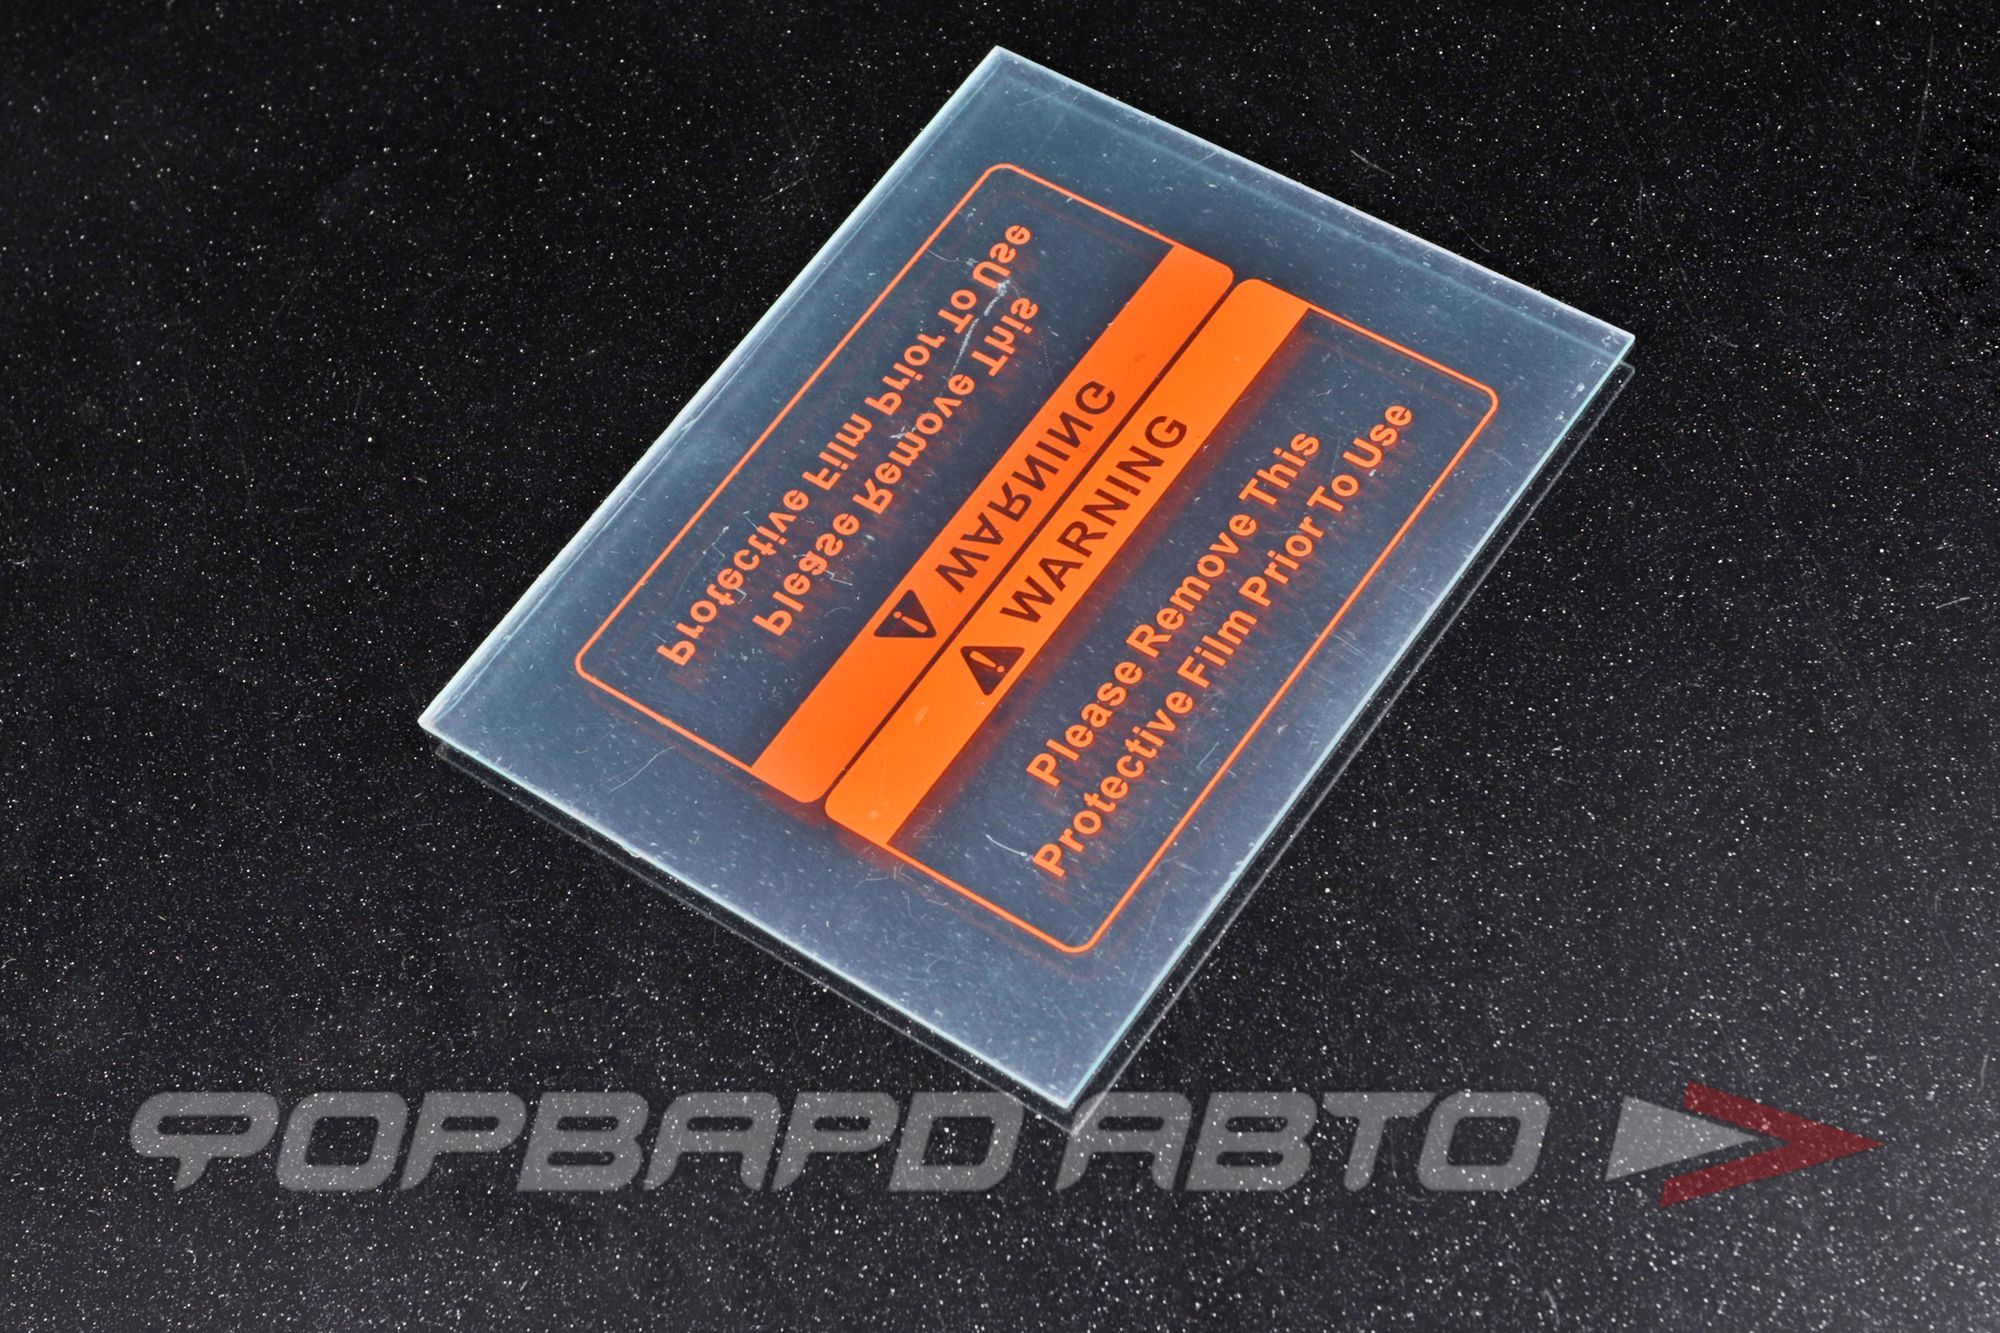 WARNING
Please Remove This
Protective Film Prior To Use
WARNING
Please Remove This
Protective Film Prior To Use
ФОРВАРД АВТО